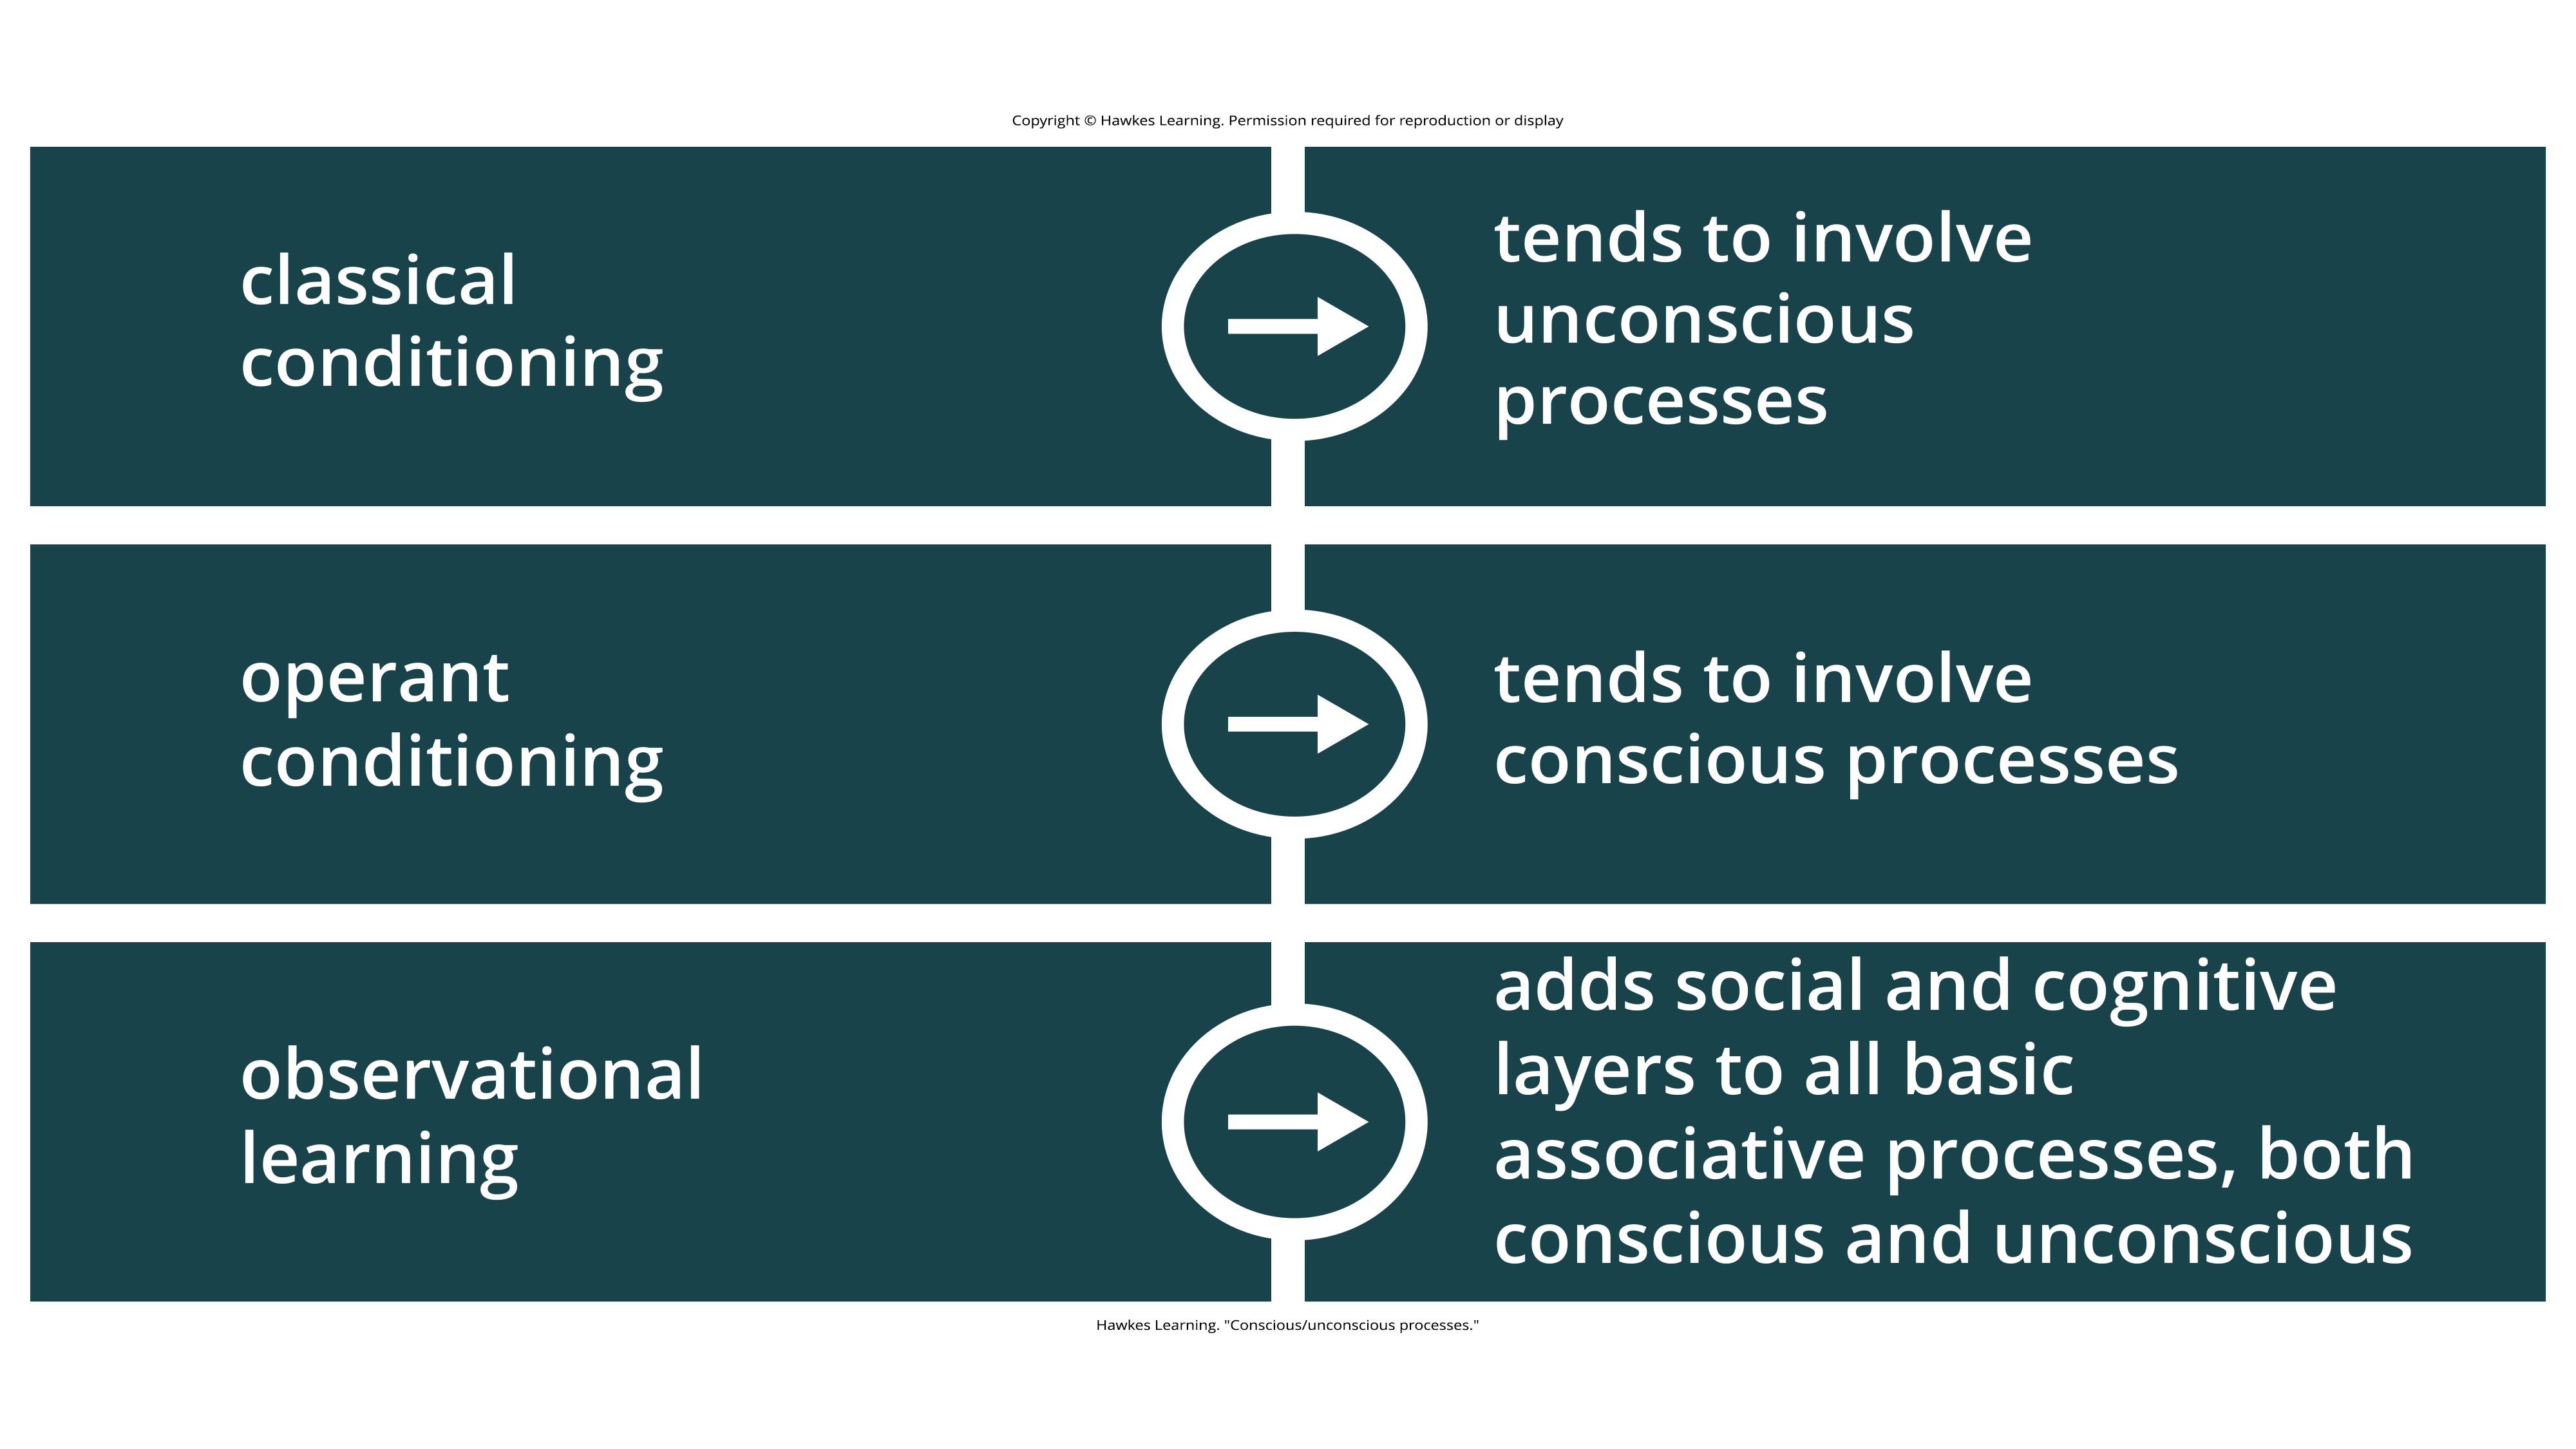 Copyright © Hawkes Learning. Permission required for reproduction or display
classical
conditioning
tends to involve
unconscious
processes
operant
conditioning
tends to involve
conscious processes
observational
learning
adds social and cognitive
layers to all basic
associative processes, both
conscious and unconscious
Hawkes Learning. "Conscious/unconscious processes."